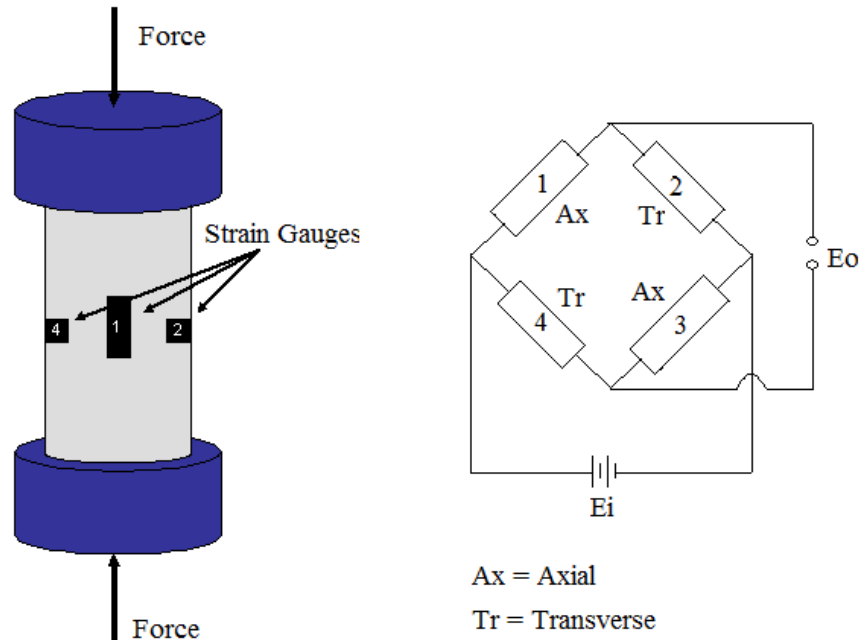 Force
Strain Gauges
4
1
2
Force
1
2
Ax
Tr
Eo
Tr
Ax
4
3
Ei
Ax = Axial
Tr = Transverse